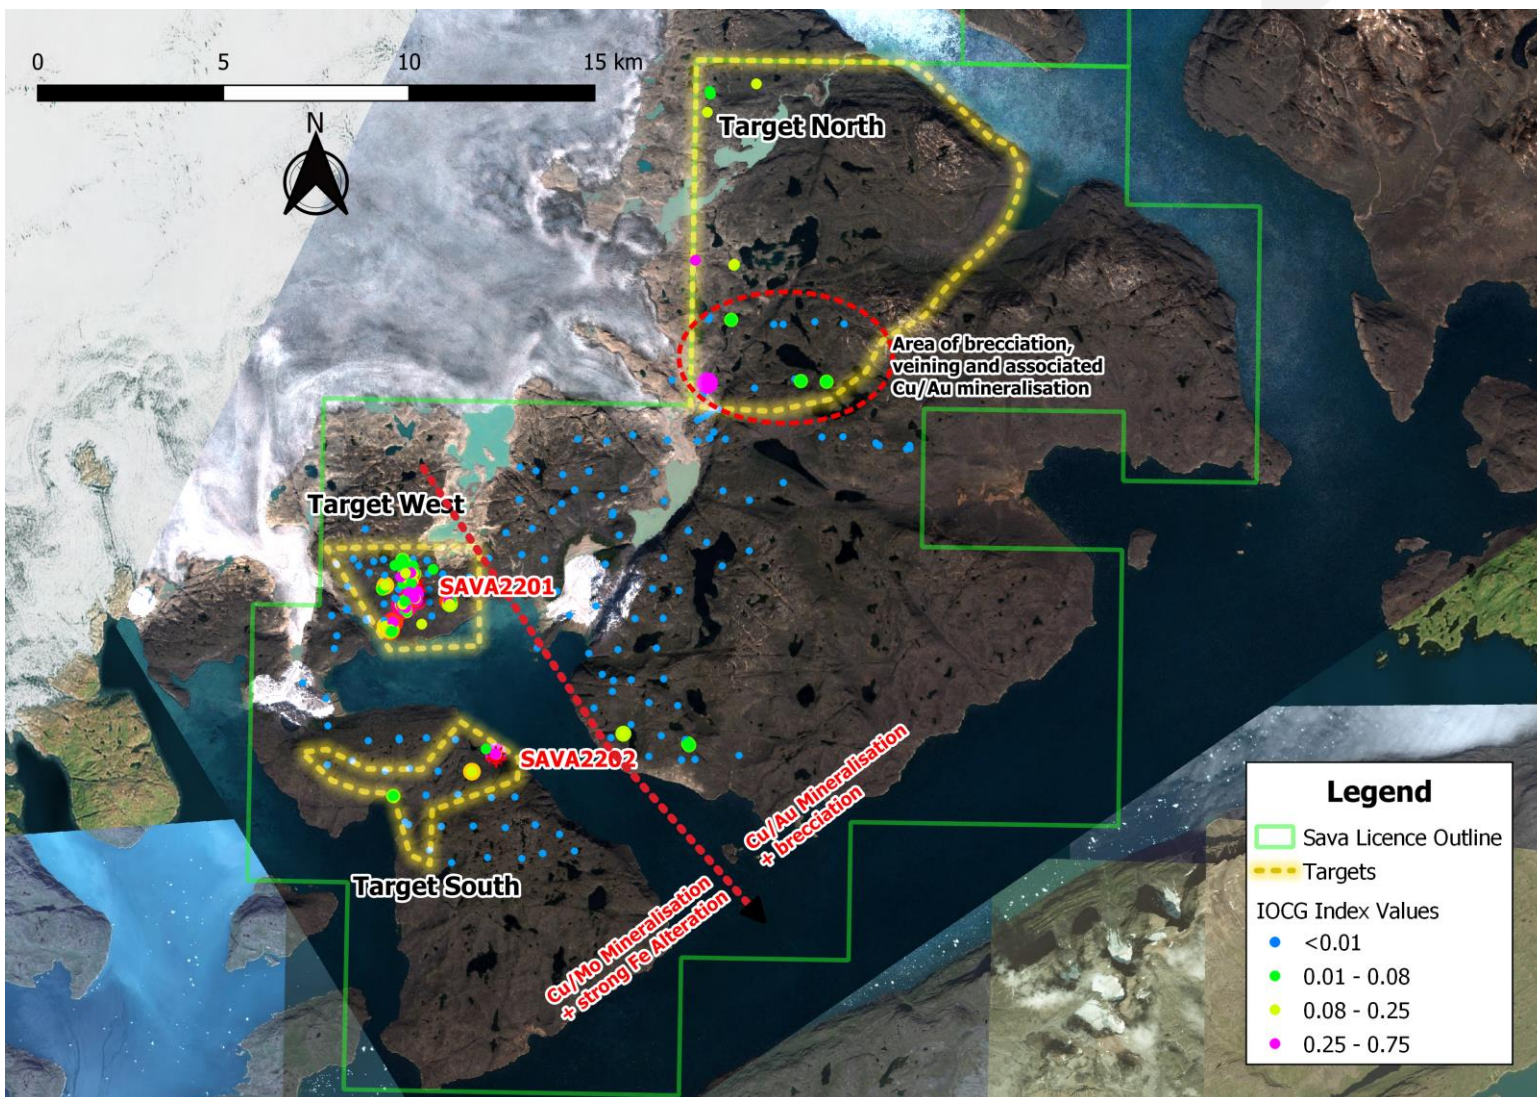 0 5 10 15 km
N
Target North
Area of brecciation,
veining and associated
Cu/Au mineralisation
Target West
SAVA2201
SAVA2202
Target South
Cu/Au Mineralisation
+ brecciation
Cu/Mo Mineralisation
+ strong Fe Alteration
Legend
Sava Licence Outline
Targets
IOCG Index Values
<0.01
0.01 - 0.08
0.08 - 0.25
0.25 - 0.75